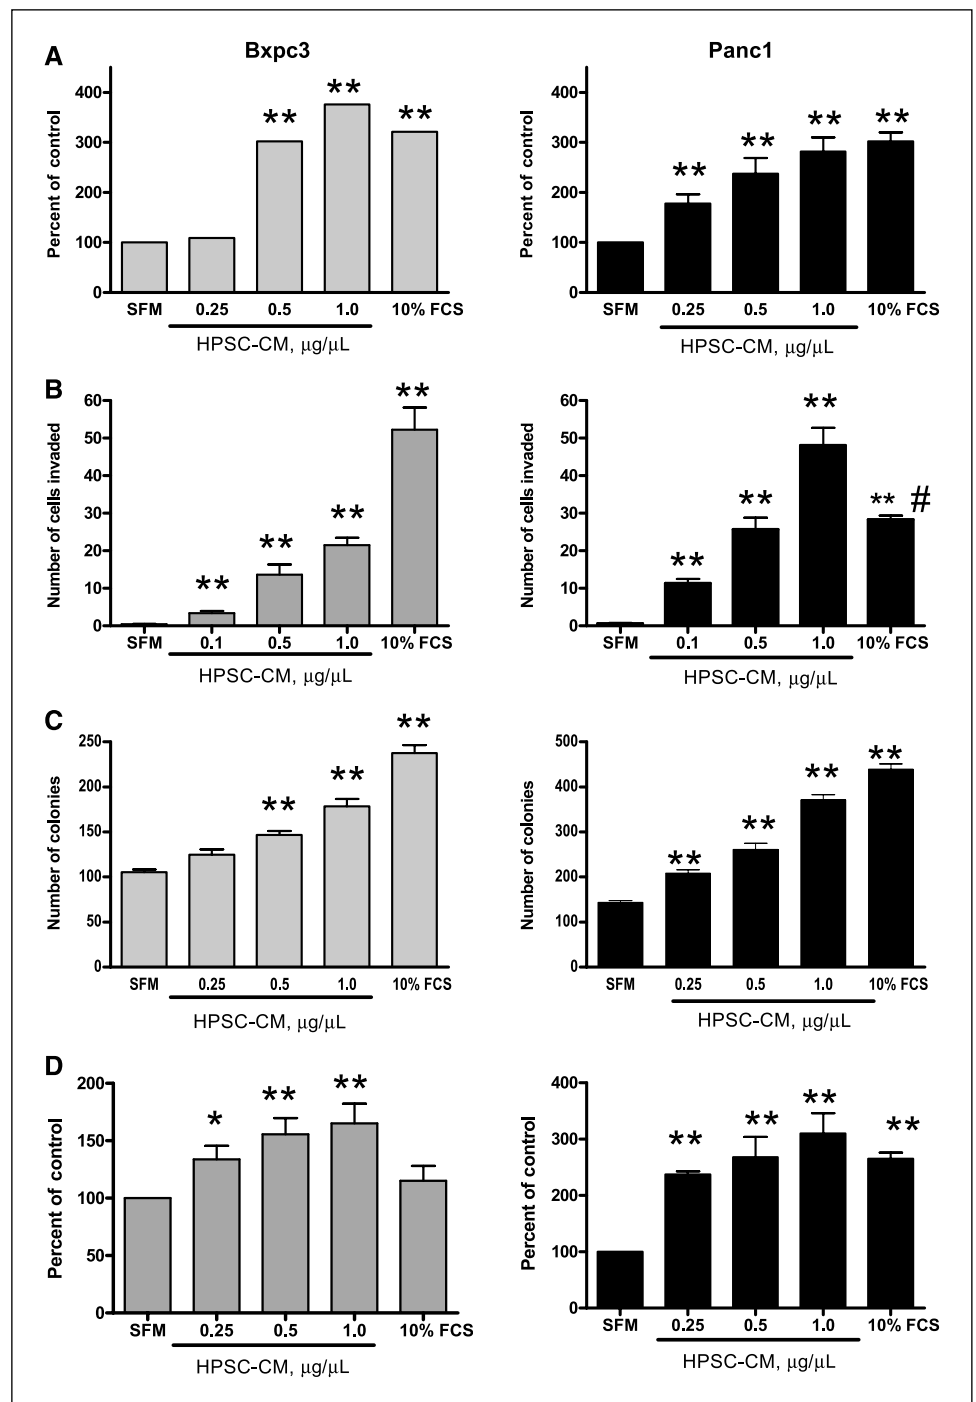 Bxpc3
Panc1
A
Percent of control
400
300
200
100
0
** ** **
SFM 0.25 0.5 1.0 10% FCS
HPSC-CM, µg/µL
Percent of control
400
300
200
100
0
** ** ** **
SFM 0.25 0.5 1.0 10% FCS
HPSC-CM, µg/µL
B
Number of cells invaded
60
50
40
30
20
10
0
** ** ** **
SFM 0.1 0.5 1.0 10% FCS
HPSC-CM, µg/µL
Number of cells invaded
60
50
40
30
20
10
0
** ** ** ** #
SFM 0.1 0.5 1.0 10% FCS
HPSC-CM, µg/µL
C
Number of colonies
250
200
150
100
50
0
** ** **
SFM 0.25 0.5 1.0 10% FCS
HPSC-CM, µg/µL
Number of colonies
500
400
300
200
100
0
** ** ** **
SFM 0.25 0.5 1.0 10% FCS
HPSC-CM, µg/µL
D
Percent of control
200
150
100
50
0
* ** **
SFM 0.25 0.5 1.0 10% FCS
HPSC-CM, µg/µL
Percent of control
400
300
200
100
0
** ** ** **
SFM 0.25 0.5 1.0 10% FCS
HPSC-CM, µg/µL